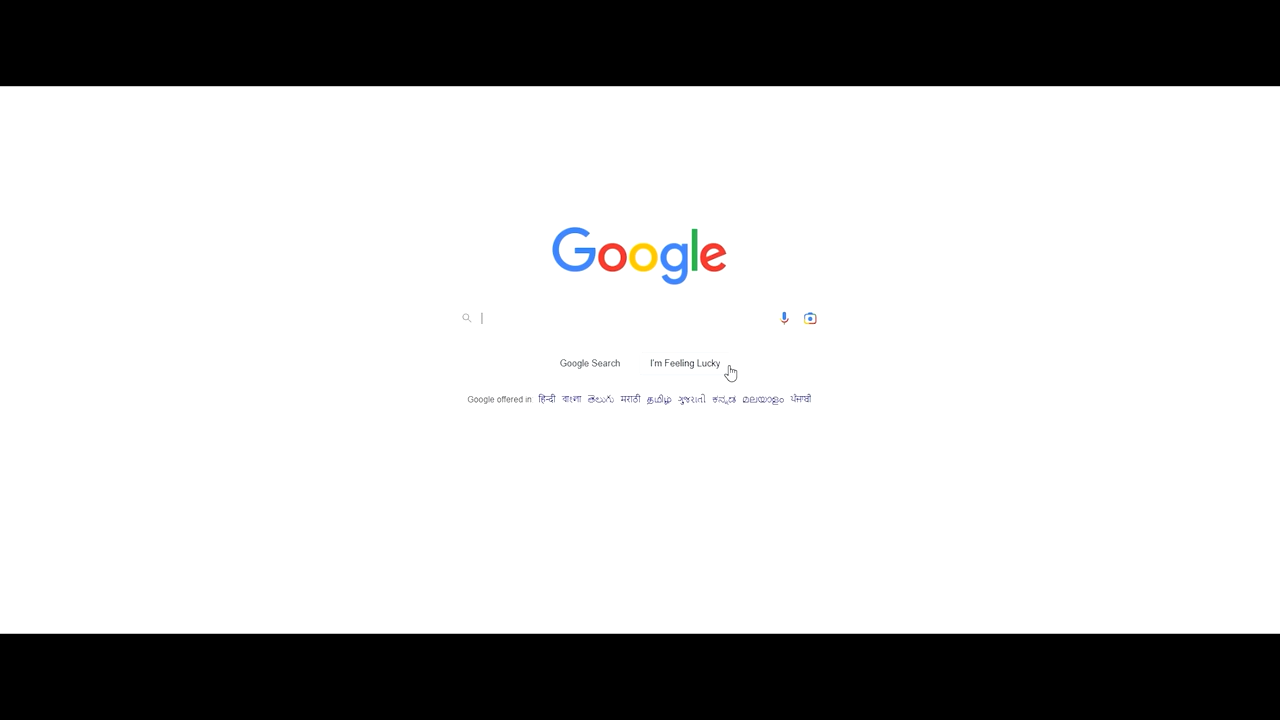 Google
Google Search I'm Feeling Lucky
Google offered in: हिन्दी বাংলা తెలుగు मराठी தமிழ் ગુજરાતી ಕನ್ನಡ മലയാളം ਪੰਜਾਬੀ